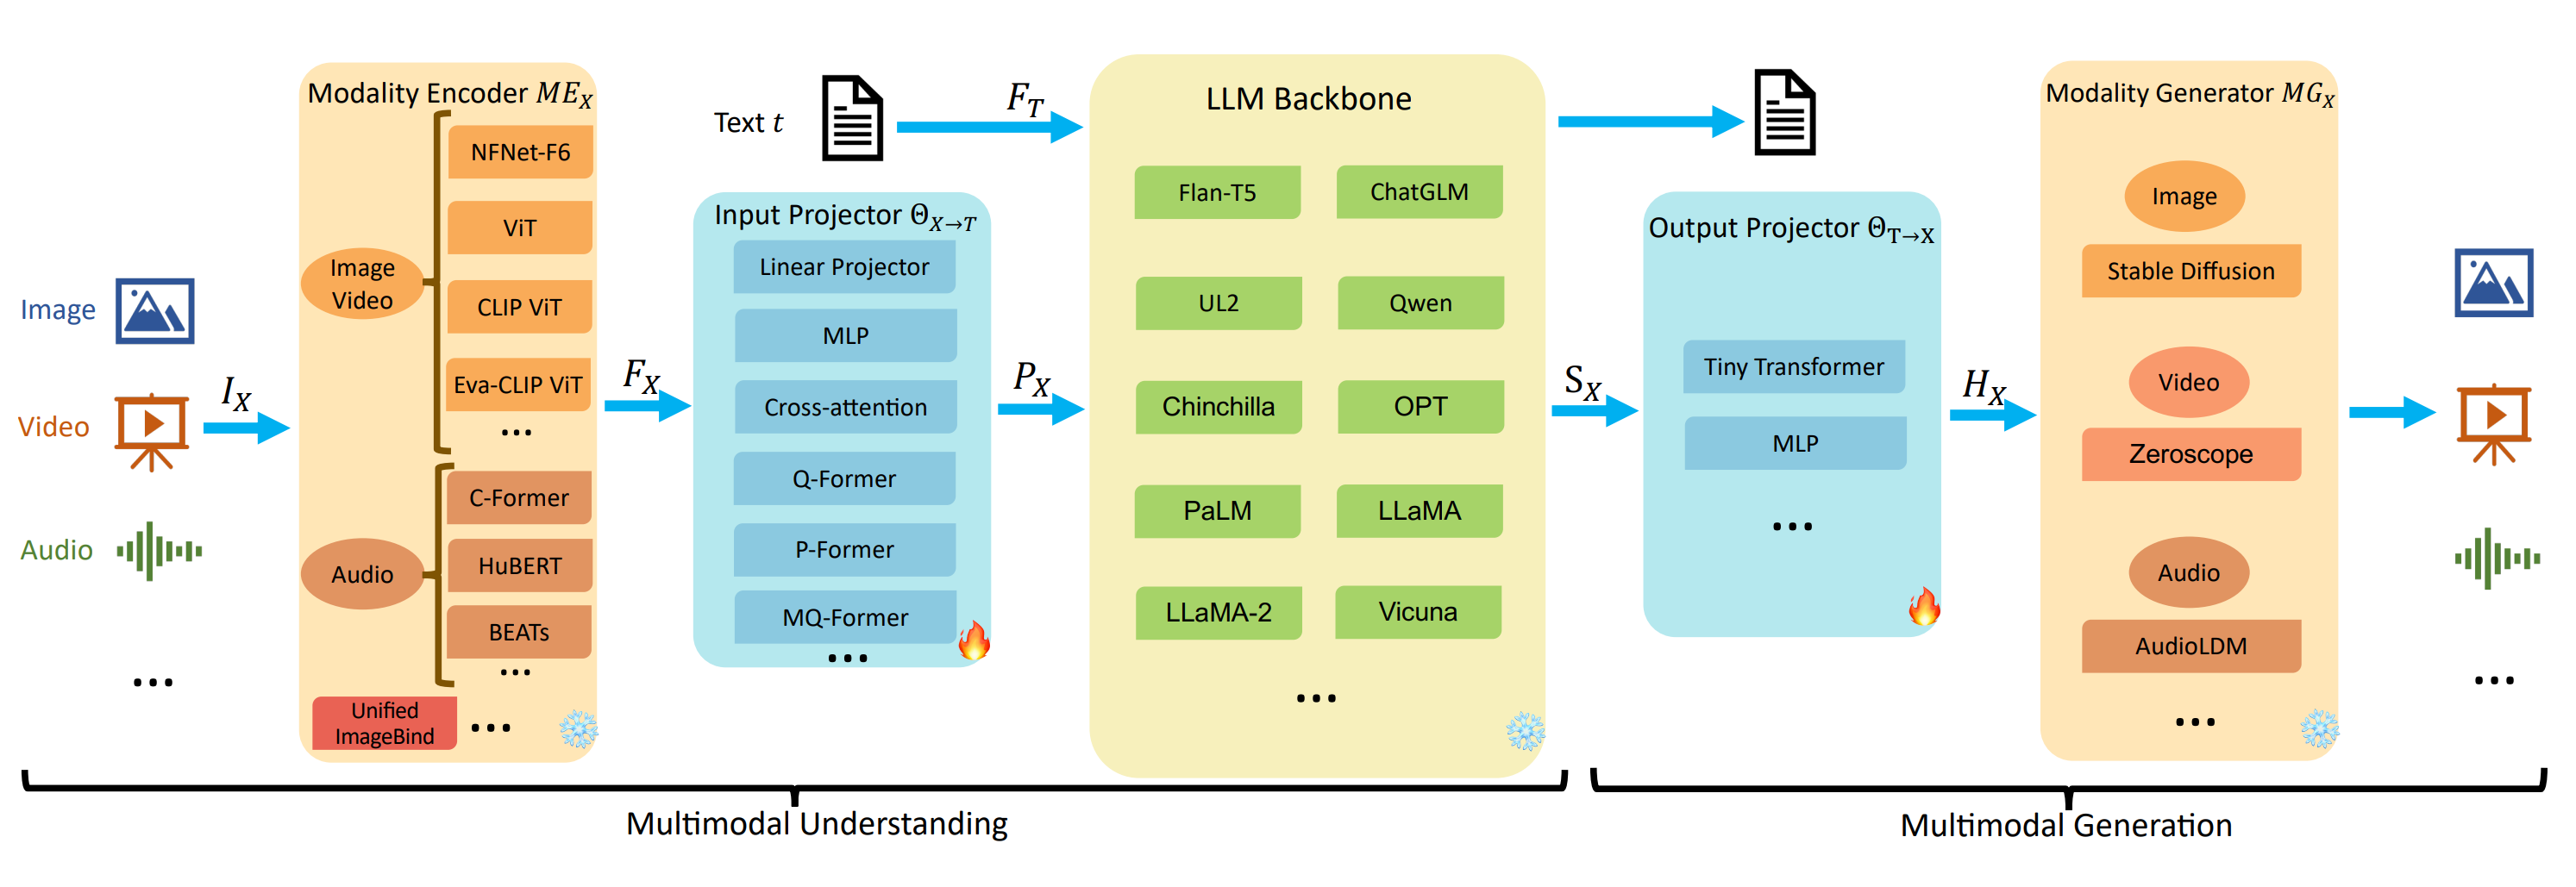 Image
Video
Audio
...
I_X
Modality Encoder ME_X
Image
Video
NFNet-F6
ViT
CLIP ViT
Eva-CLIP ViT
...
Audio
C-Former
HuBERT
BEATs
...
Unified
ImageBind
...
F_X
Text t
F_T
Input Projector Θ_X→T
Linear Projector
MLP
Cross-attention
Q-Former
P-Former
MQ-Former
...
P_X
LLM Backbone
Flan-T5
ChatGLM
UL2
Qwen
Chinchilla
OPT
PaLM
LLaMA
LLaMA-2
Vicuna
...
S_X
Output Projector Θ_T→X
Tiny Transformer
MLP
...
H_X
Modality Generator MG_X
Image
Stable Diffusion
Video
Zeroscope
Audio
AudioLDM
...
...
Multimodal Understanding
Multimodal Generation